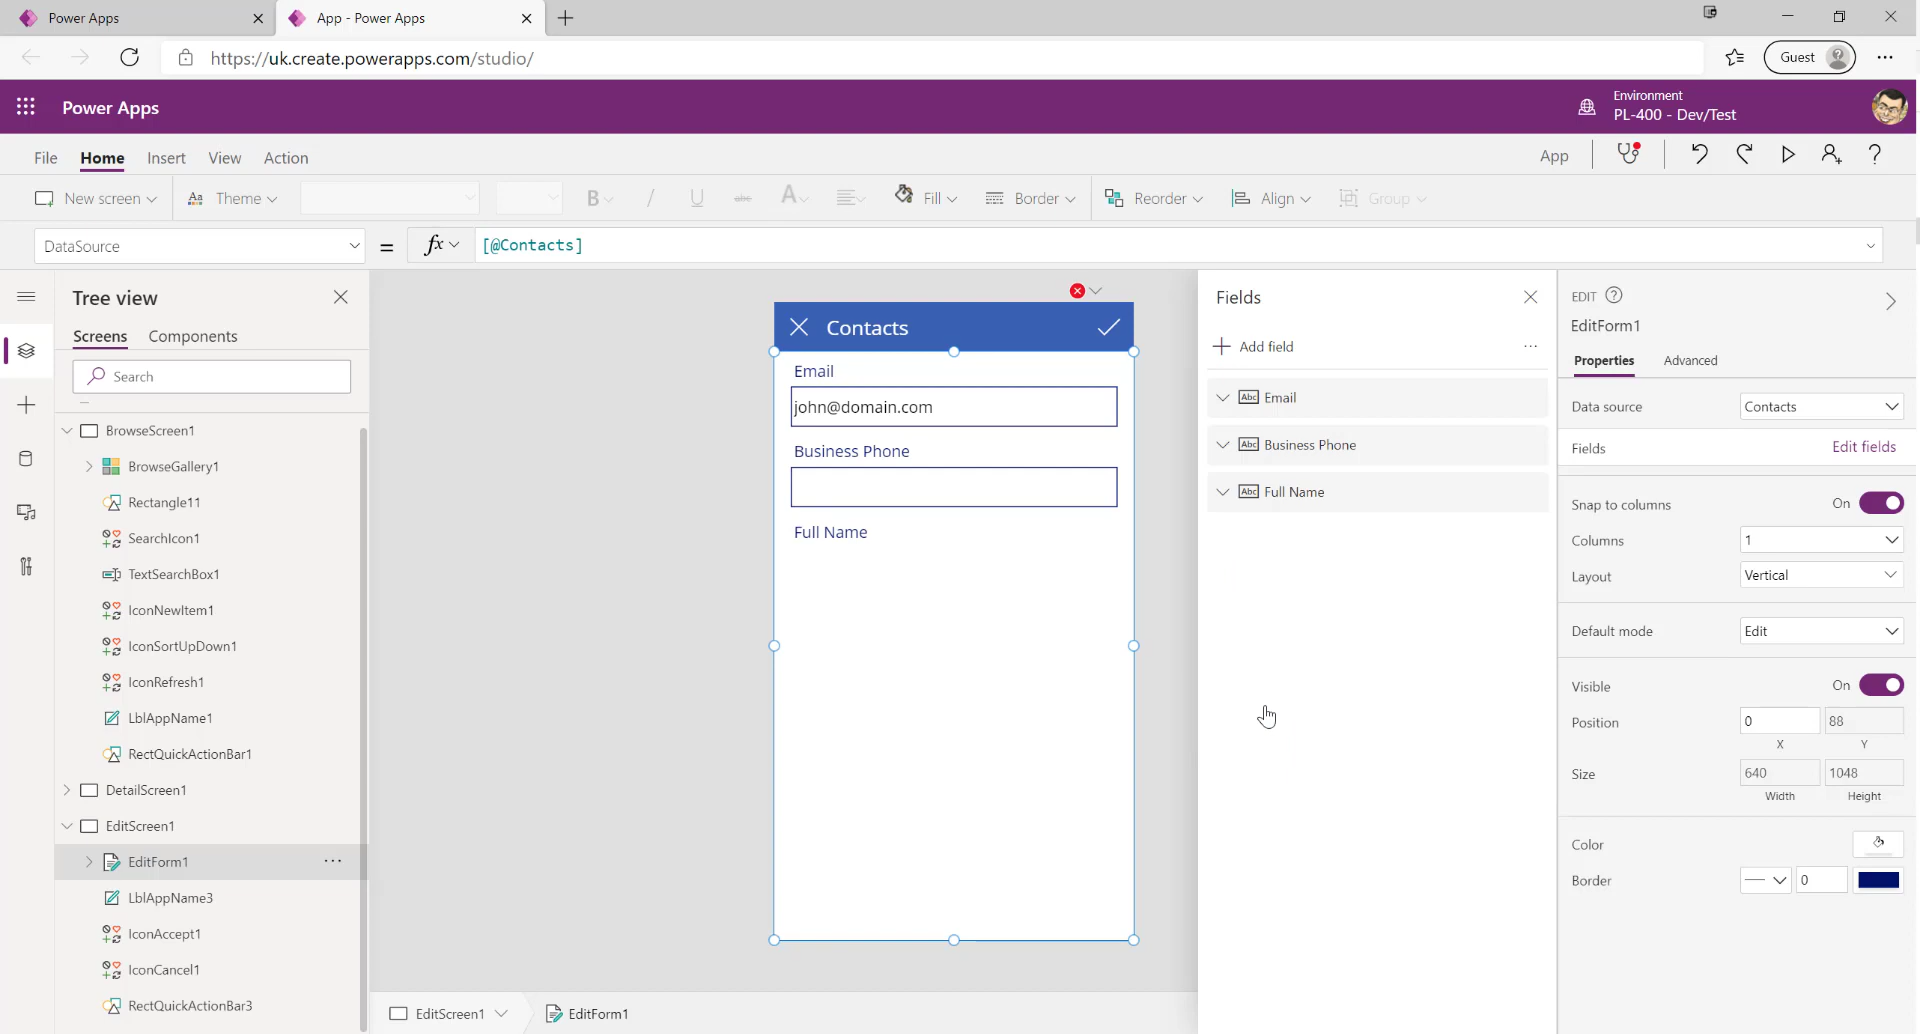 Power Apps
App - Power Apps
https://uk.create.powerapps.com/studio/
Guest
Power Apps
Environment
PL-400 - Dev/Test
File
Home
Insert
View
Action
App
New screen
Theme
B
/
U
abc
A
Fill
Border
Reorder
Align
Group
DataSource
=
fx
[@Contacts]
Tree view
Screens
Components
Search
BrowseScreen1
BrowseGallery1
Rectangle11
SearchIcon1
TextSearchBox1
IconNewItem1
IconSortUpDown1
IconRefresh1
LblAppName1
RectQuickActionBar1
DetailScreen1
EditScreen1
EditForm1
LblAppName3
IconAccept1
IconCancel1
RectQuickActionBar3
Contacts
Email
john@domain.com
Business Phone
Full Name
EditScreen1
EditForm1
Fields
Add field
Abc Email
Abc Business Phone
Abc Full Name
EDIT
EditForm1
Properties
Advanced
Data source
Contacts
Fields
Edit fields
Snap to columns
On
Columns
1
Layout
Vertical
Default mode
Edit
Visible
On
Position
0
88
X
Y
Size
640
1048
Width
Height
Color
Border
0